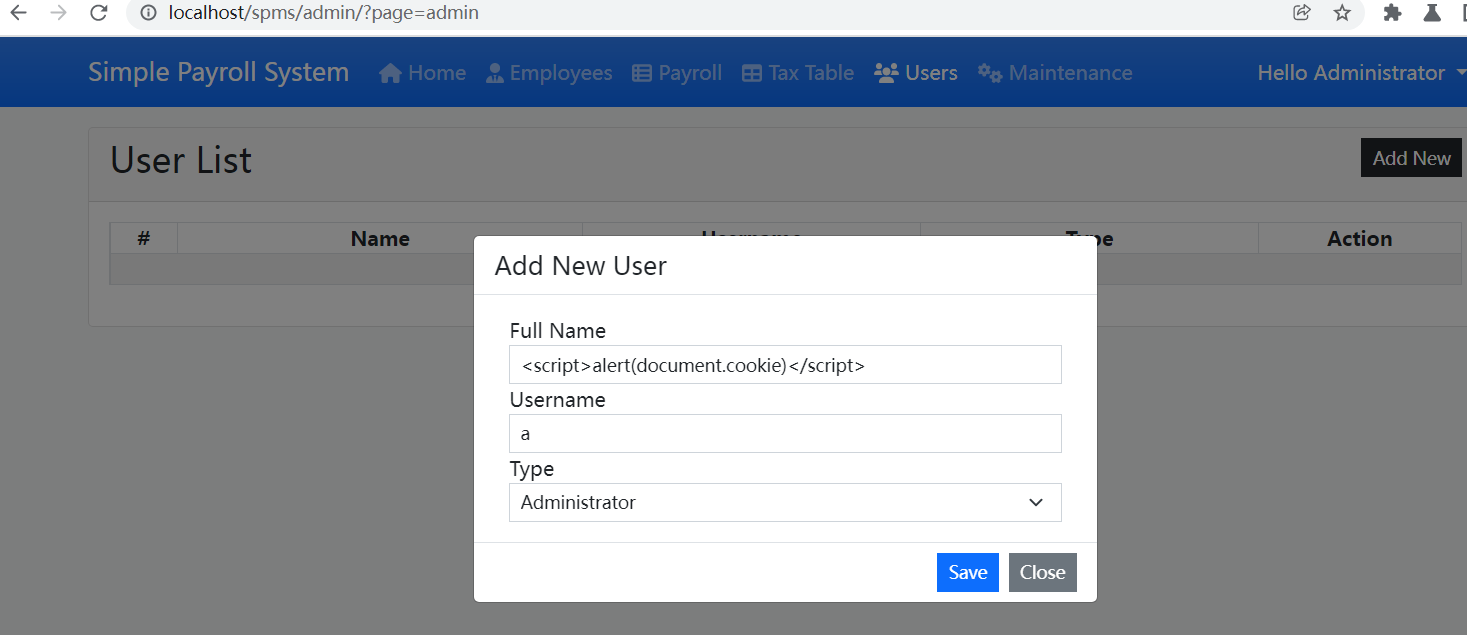 localhost/spms/admin/?page=admin
Simple Payroll System Home Employees Payroll Tax Table Users Maintenance Hello Administrator
User List Add New
# Name Username Type Action
Add New User
Full Name
<script>alert(document.cookie)</script>
Username
a
Type
Administrator
Save Close